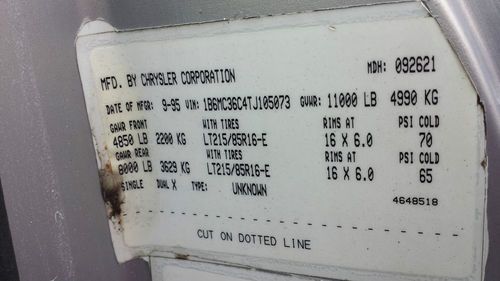 MFD. BY CHRYSLER CORPORATION MDH: 092621
DATE OF MFGR: 9-95 VIN: 1B6MC36C4TJ105073 GVWR: 11000 LB 4990 KG
GAWR FRONT WITH TIRES RIMS AT PSI COLD
4850 LB 2200 KG LT215/85R16-E 16 X 6.0 70
GAWR REAR WITH TIRES RIMS AT PSI COLD
8000 LB 3629 KG LT215/85R16-E 16 X 6.0 65
SINGLE DUAL X TYPE: UNKNOWN 4648518
CUT ON DOTTED LINE